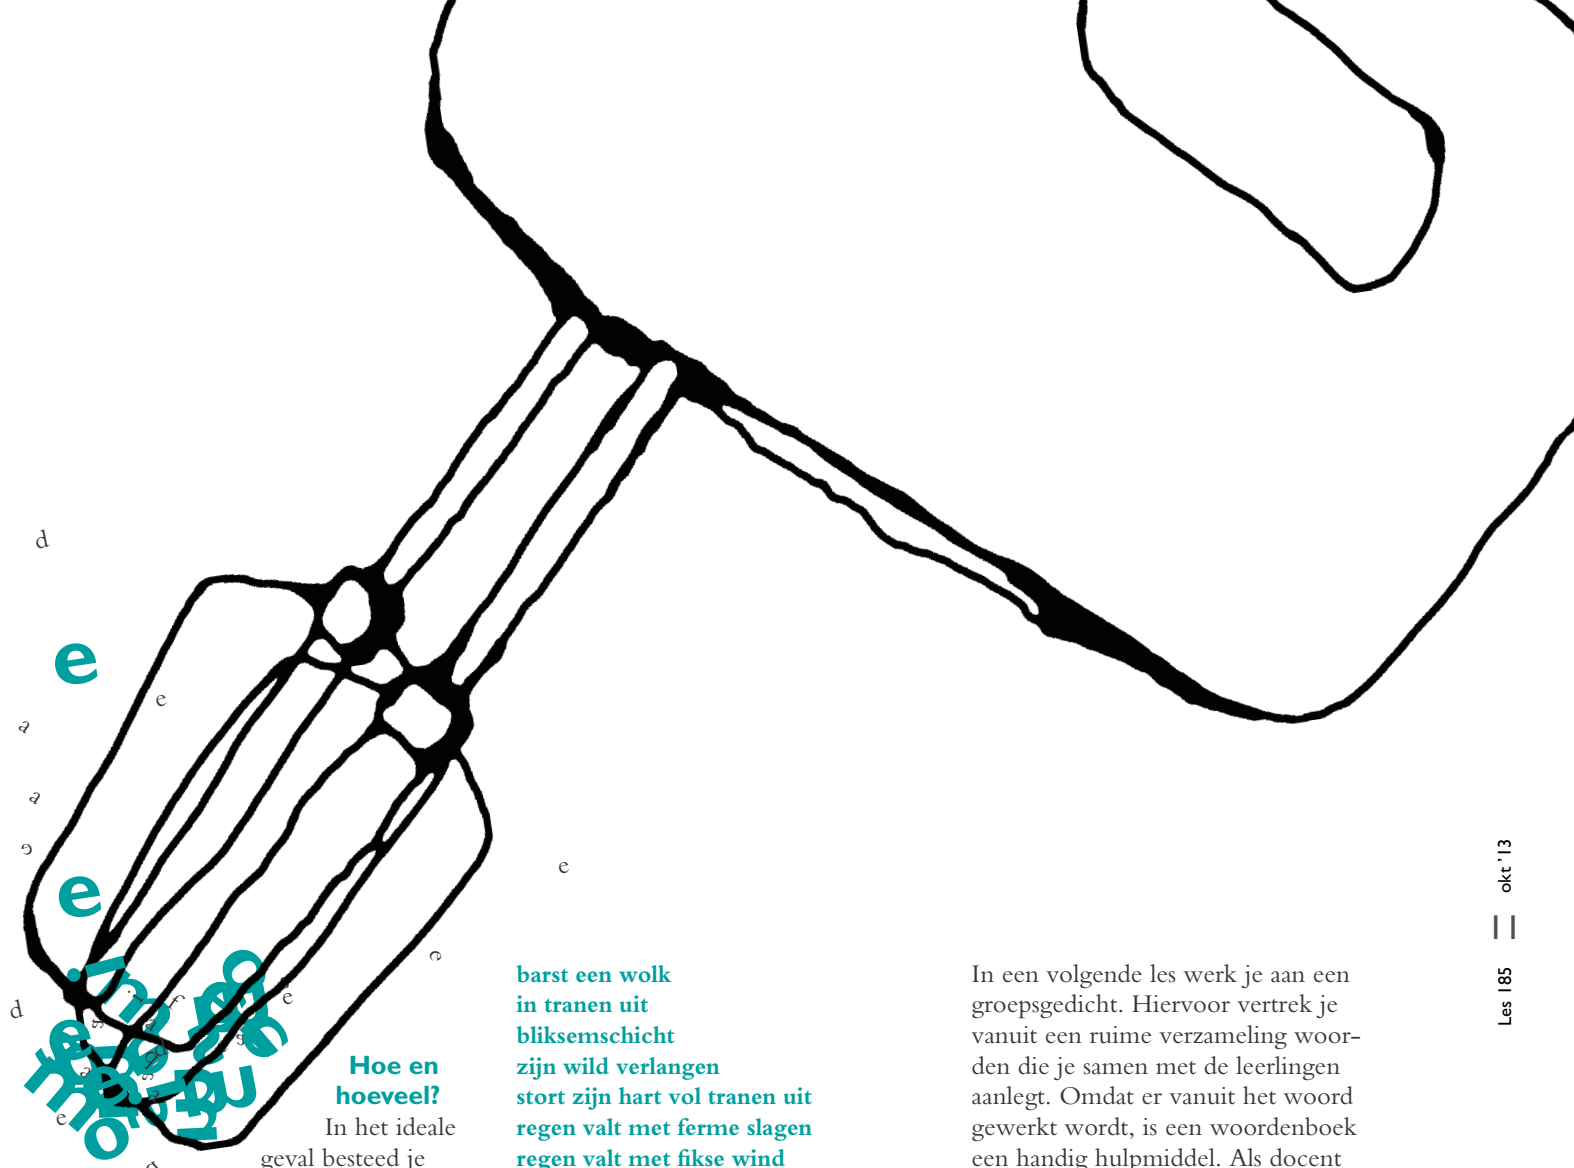 Hoe en
hoeveel?
In het ideale
geval besteed je
barst een wolk
in tranen uit
bliksemschicht
zijn wild verlangen
stort zijn hart vol tranen uit
regen valt met ferme slagen
regen valt met fikse wind
In een volgende les werk je aan een
groepsgedicht. Hiervoor vertrek je
vanuit een ruime verzameling woor-
den die je samen met de leerlingen
aanlegt. Omdat er vanuit het woord
gewerkt wordt, is een woordenboek
een handig hulpmiddel. Als docent
Les 185 || okt '13
d
e
e
a
a
e
e
e
e
d
e